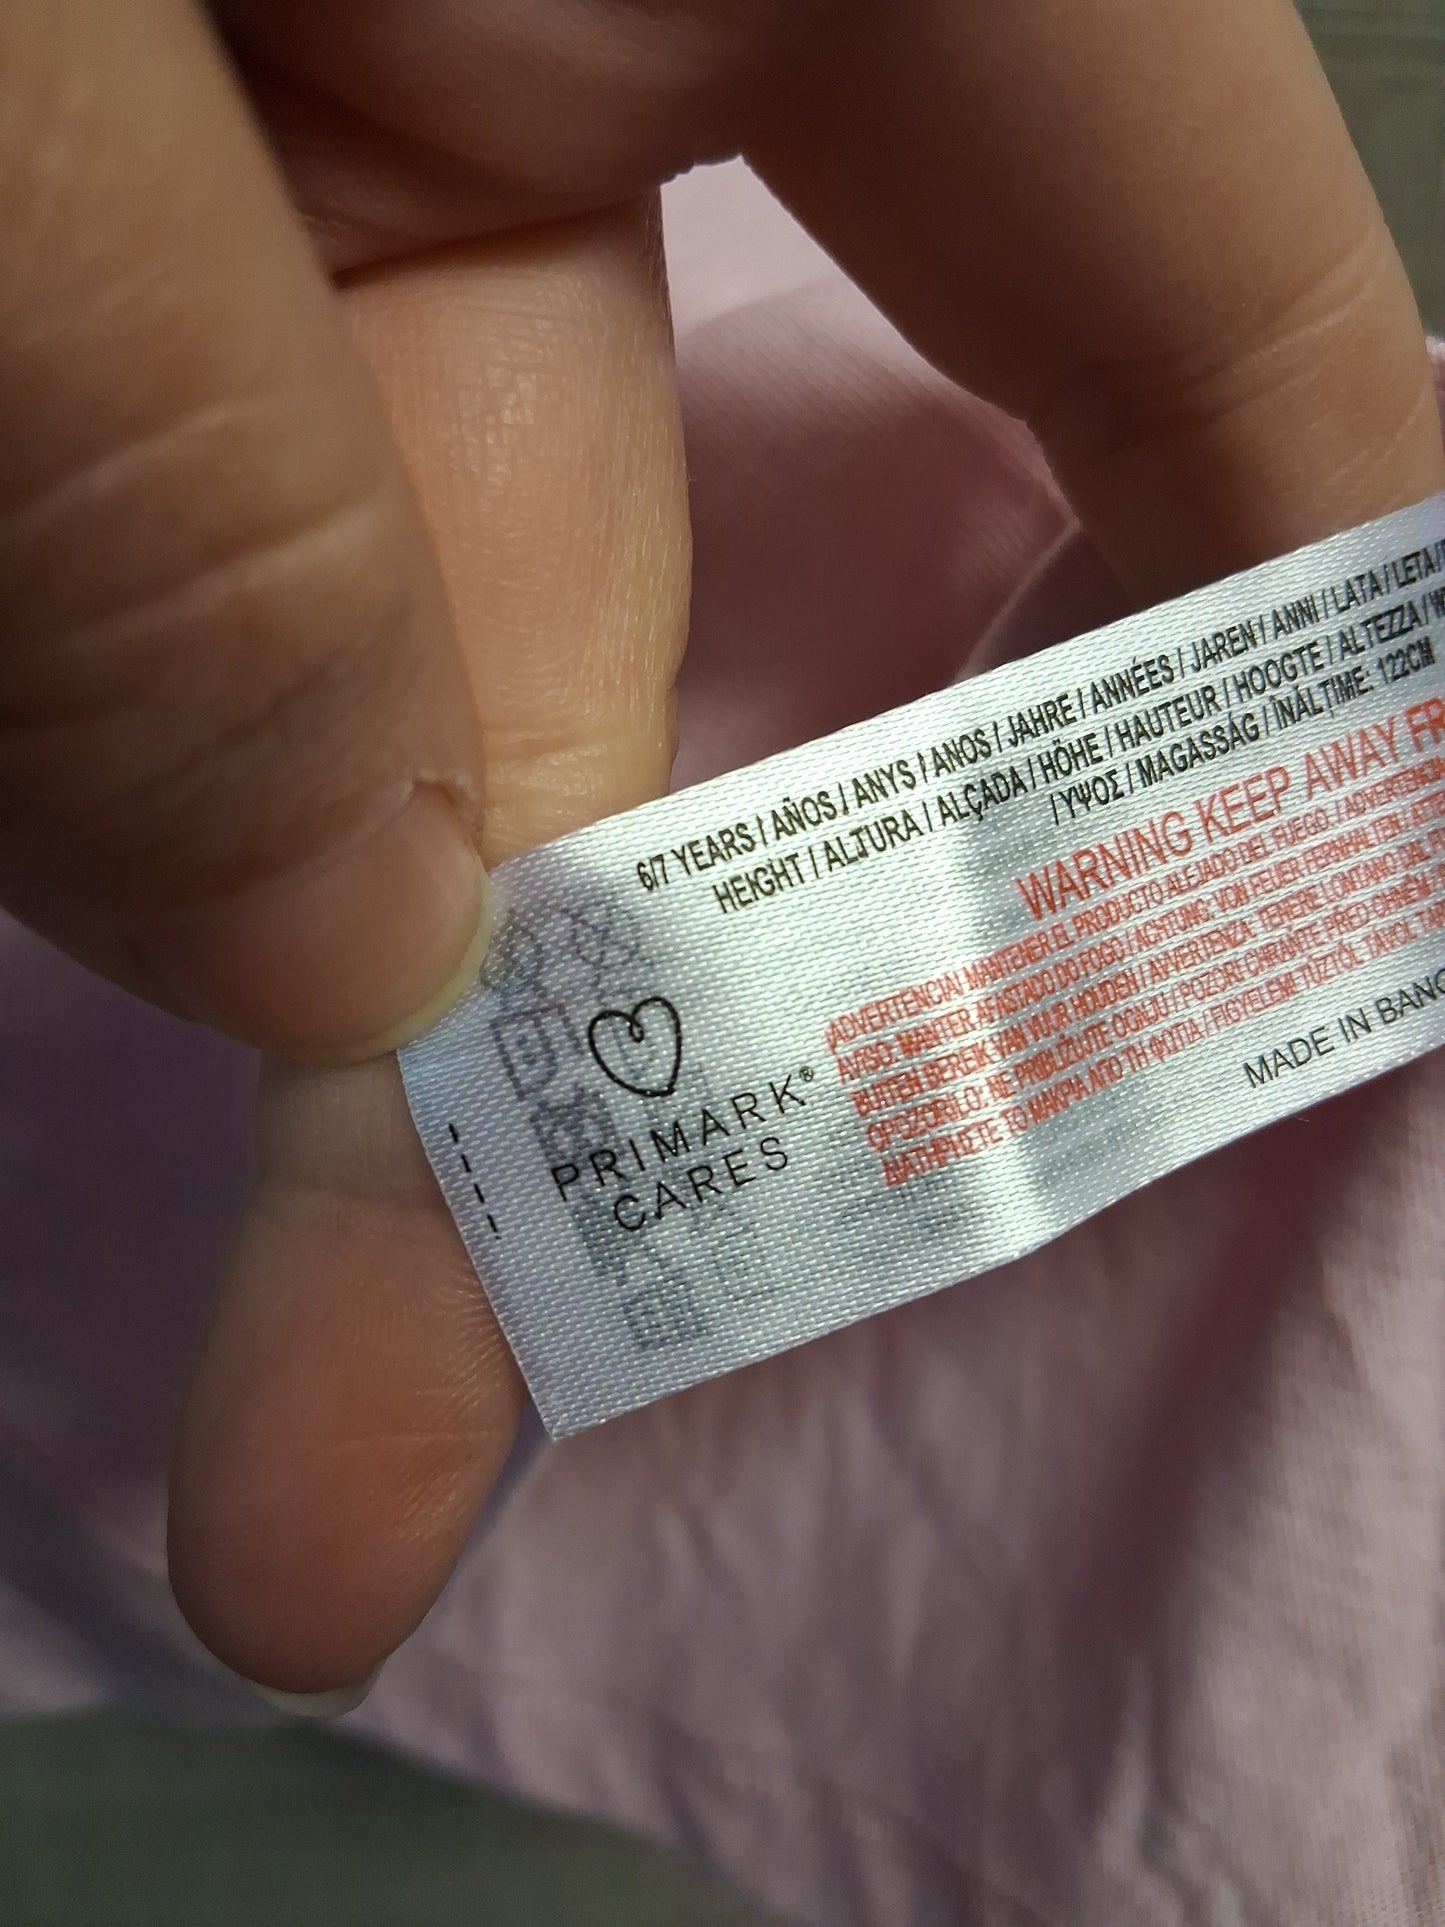 6/7 YEARS / AÑOS / ANYS / ANOS / JAHRE / ANNÉES / JAREN / ANNI / LATA / LETA /
HEIGHT / ALTURA / ALÇADA / HÖHE / HAUTEUR / HOOGTE / ALTEZZA /
/ ΥΨΟΣ / MAGASSÁG / ÎNĂLȚIME: 122CM
WARNING KEEP AWAY FR
ADVERTENCIA/ MANTENER EL PRODUCTO ALEJADO DEL FUEGO. /
AVISO: MANTER AFASTADO DO FOGO / ACHTUNG: VON FEUER FERNHALTEN /
BUITEN BEREIK VAN VUUR HOUDEN / AVVERTENZA. TENERE LONTANO DAL
OPOZORILO: NE PRIBLIŽUJTE OGNJU / POZOR! CHRAŇTE PŘED OHNĚM
ΔΙΑΤΗΡΗΣΤΕ ΤΟ ΜΑΚΡΙΑ ΑΠΟ ΤΗ ΦΩΤΙΑ / FIGYELEM! TŰZTŐL TÁVOL
MADE IN BANG
PRIMARK®
CARES